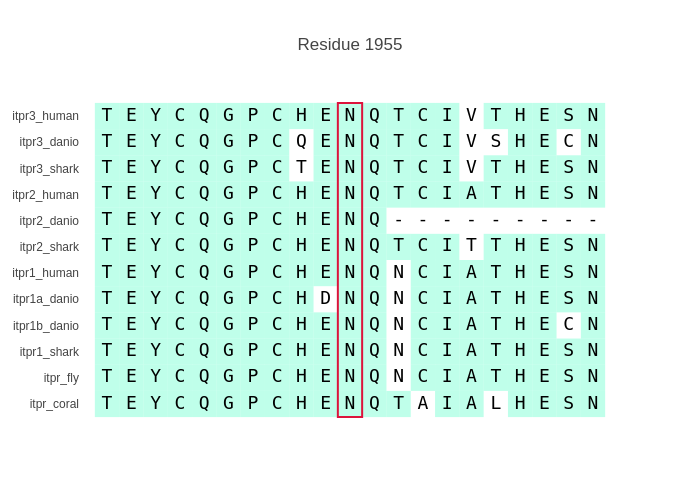 Residue 1955
itpr3_human T E Y C Q G P C H E N Q T C I V T H E S N
itpr3_danio T E Y C Q G P C Q E N Q T C I V S H E C N
itpr3_shark T E Y C Q G P C T E N Q T C I V T H E S N
itpr2_human T E Y C Q G P C H E N Q T C I A T H E S N
itpr2_danio T E Y C Q G P C H E N Q - - - - - - - - -
itpr2_shark T E Y C Q G P C H E N Q T C I T T H E S N
itpr1_human T E Y C Q G P C H E N Q N C I A T H E S N
itpr1a_danio T E Y C Q G P C H D N Q N C I A T H E S N
itpr1b_danio T E Y C Q G P C H E N Q N C I A T H E C N
itpr1_shark T E Y C Q G P C H E N Q N C I A T H E S N
itpr_fly T E Y C Q G P C H E N Q N C I A T H E S N
itpr_coral T E Y C Q G P C H E N Q T A I A L H E S N